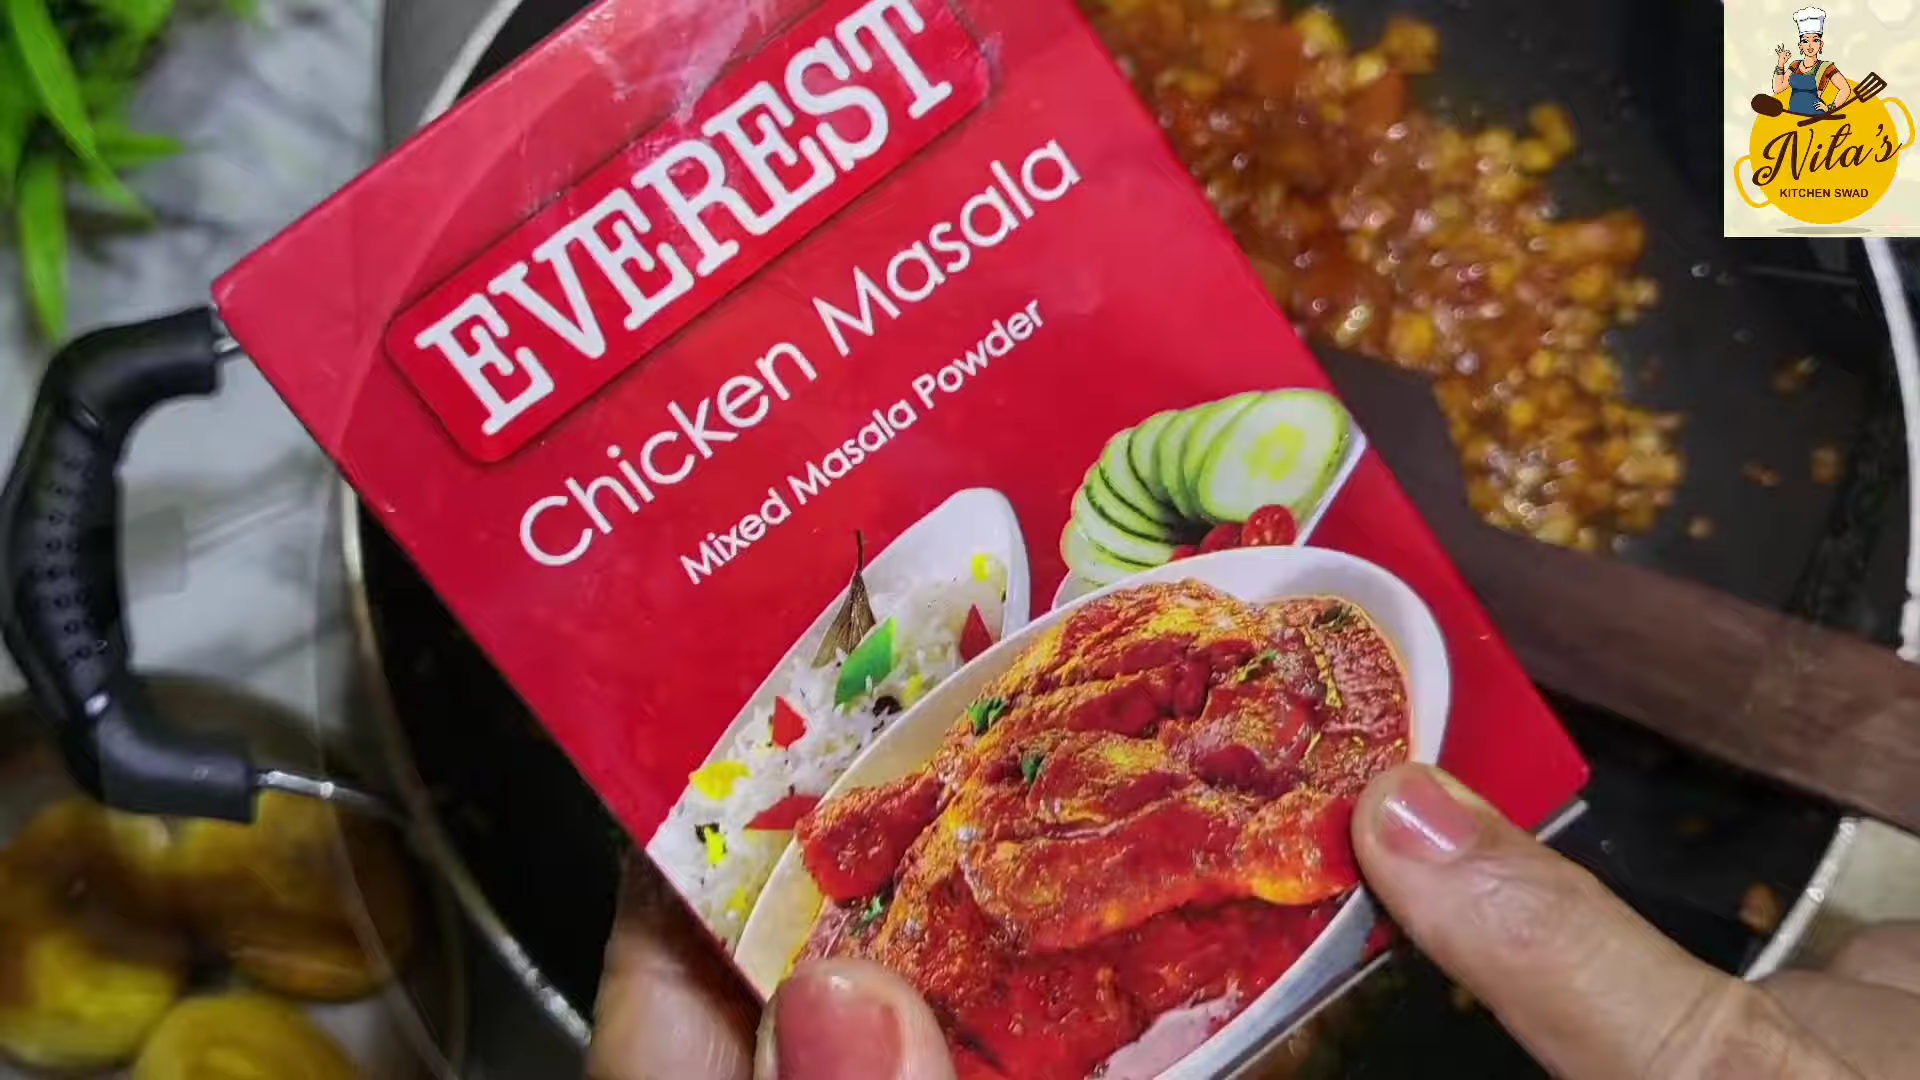 EVEREST
Chicken Masala
Mixed Masala Powder
Nita's
KITCHEN SWAD